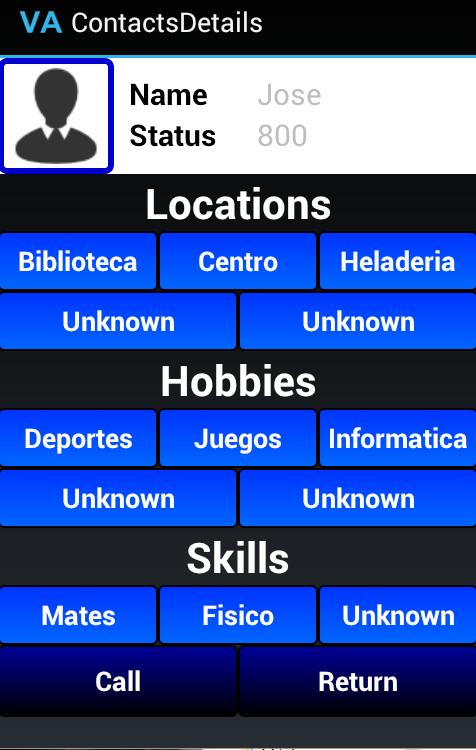 VA ContactsDetails
Name Jose
Status 800
Locations
Biblioteca Centro Heladeria
Unknown Unknown
Hobbies
Deportes Juegos Informatica
Unknown Unknown
Skills
Mates Fisico Unknown
Call Return